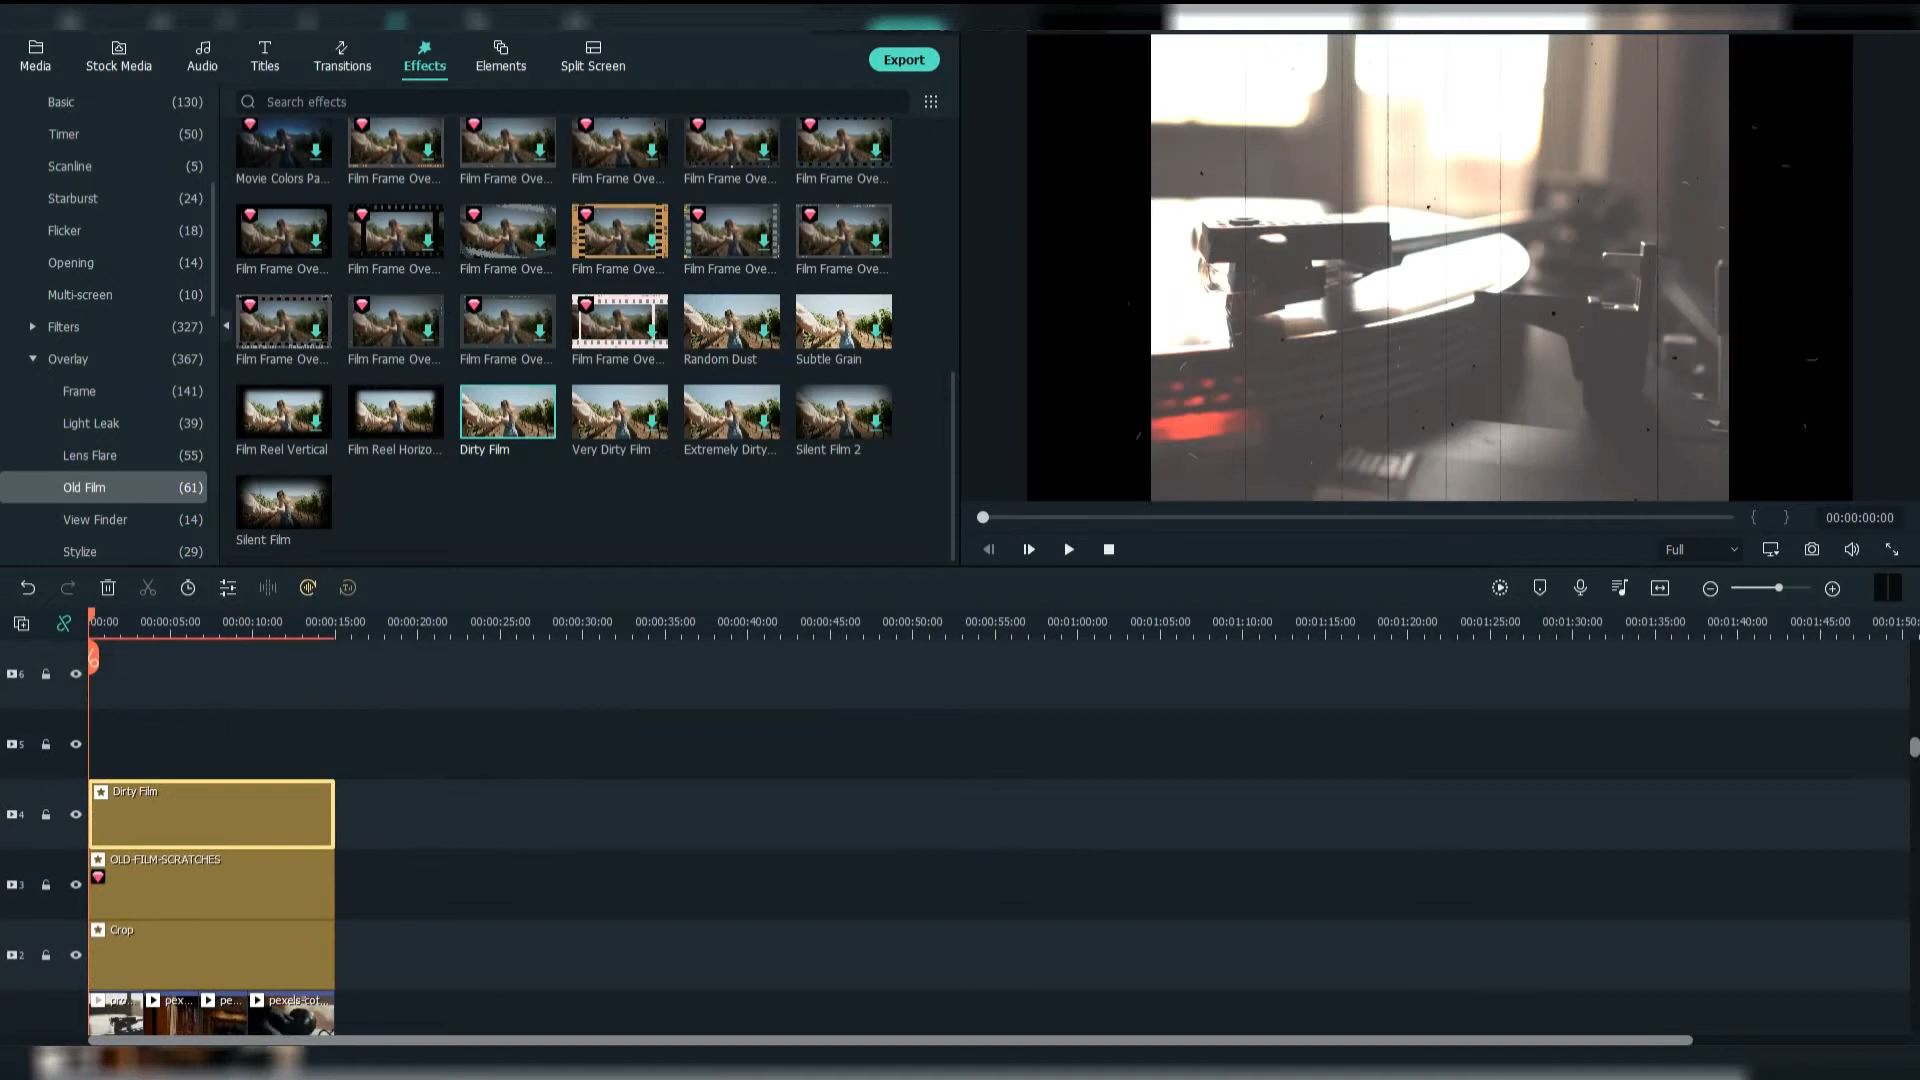 Media
Stock Media
Audio
Titles
Transitions
Effects
Elements
Split Screen
Export
Basic (130)
Timer (50)
Scanline (5)
Starburst (24)
Flicker (18)
Opening (14)
Multi-screen (10)
Filters (327)
Overlay (367)
Frame (141)
Light Leak (39)
Lens Flare (55)
Old Film (61)
View Finder (14)
Stylize (29)
Search effects
Movie Colors Pa... Film Frame Ove... Film Frame Ove... Film Frame Ove... Film Frame Ove... Film Frame Ove...
Film Frame Ove... Film Frame Ove... Film Frame Ove... Film Frame Ove... Film Frame Ove... Film Frame Ove...
Film Frame Ove... Film Frame Ove... Film Frame Ove... Film Frame Ove... Random Dust Subtle Grain
Film Reel Vertical Film Reel Horizo... Dirty Film Very Dirty Film Extremely Dirty... Silent Film 2
Silent Film
Dual
{ } 00:00:00:00
Full
00:00 00:00:05:00 00:00:10:00 00:00:15:00 00:00:20:00 00:00:25:00 00:00:30:00 00:00:35:00 00:00:40:00 00:00:45:00 00:00:50:00 00:00:55:00 00:01:00:00 00:01:05:00 00:01:10:00 00:01:15:00 00:01:20:00 00:01:25:00 00:01:30:00 00:01:35:00 00:01:40:00 00:01:45:00 00:01:50:
6
5
4 Dirty Film
3 OLD-FILM-SCRATCHES
2 Crop
pro... pex... pe... pexels-cot...